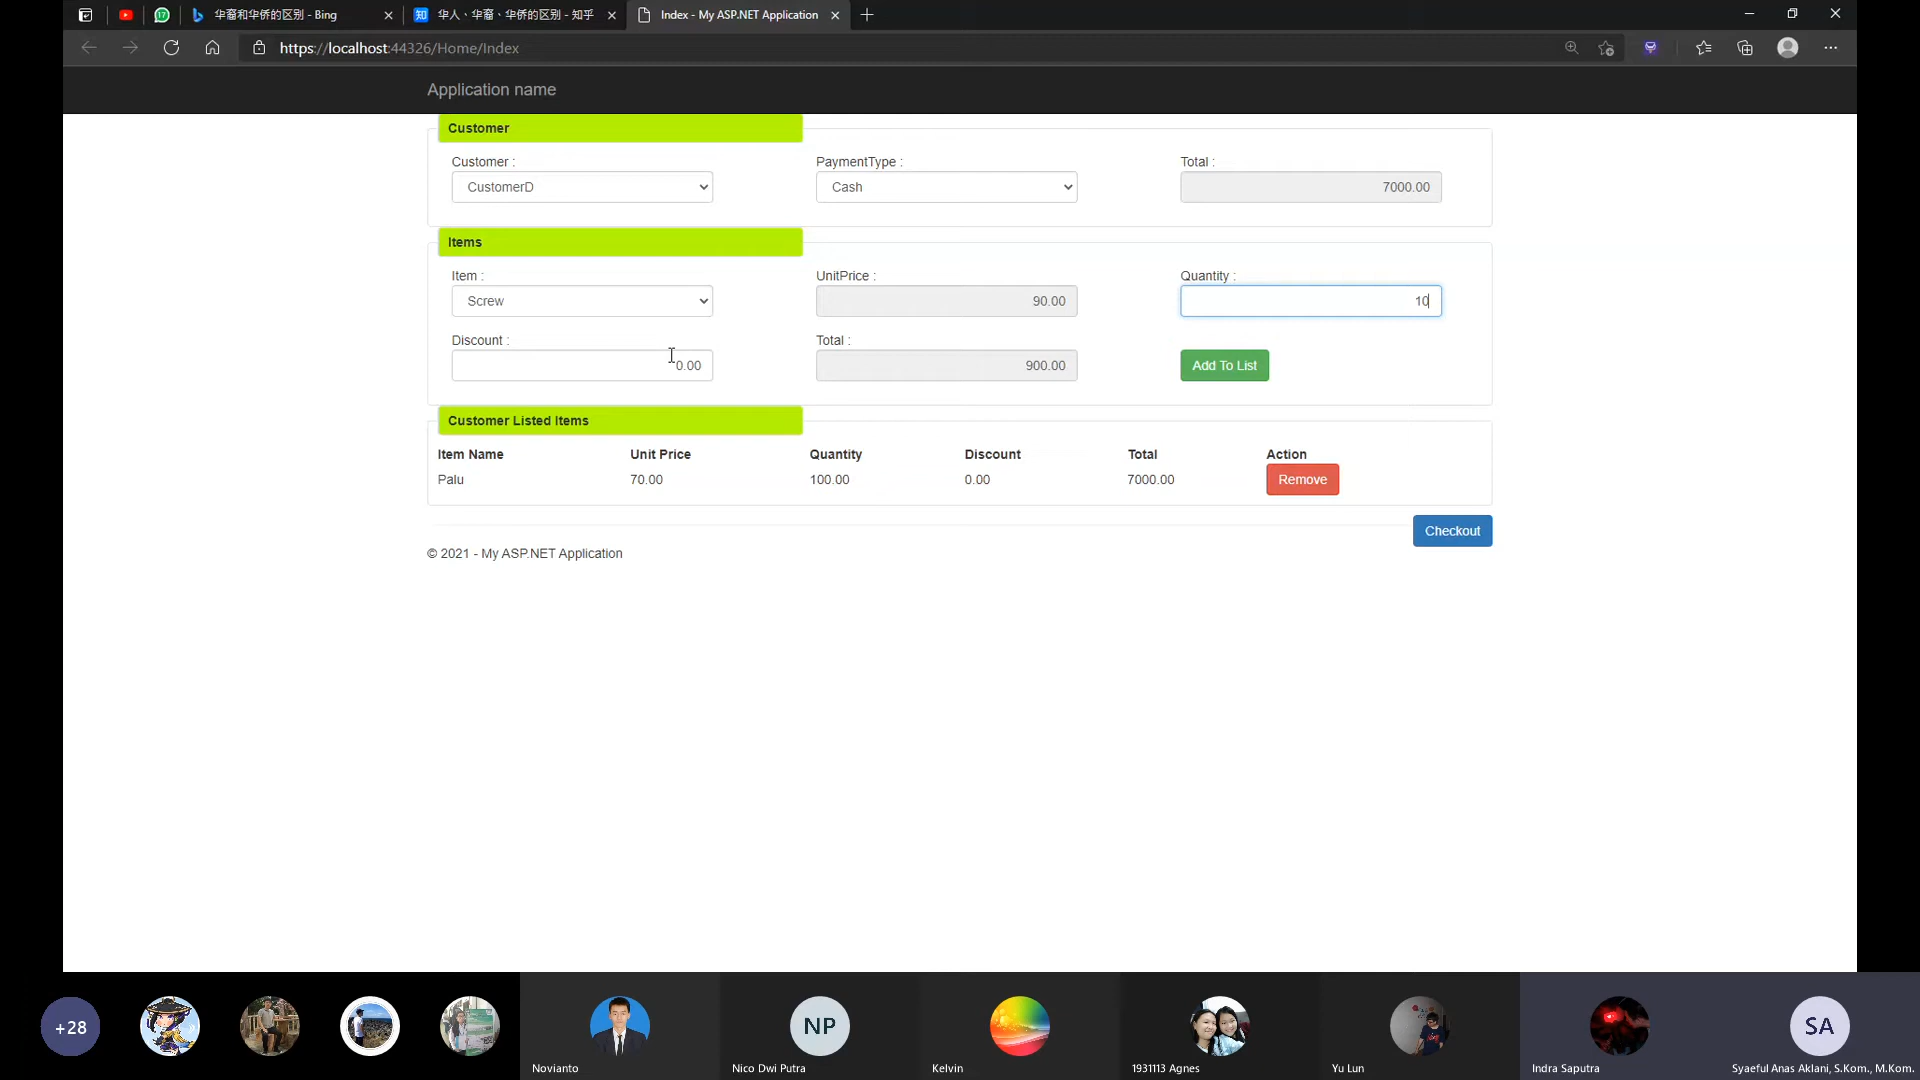 华裔和华侨的区别 - Bing
华人、华裔、华侨的区别 - 知乎
Index - My ASP.NET Application
https://localhost:44326/Home/Index
Application name
Customer
Customer :
PaymentType :
Total :
CustomerD
Cash
7000.00
Items
Item :
UnitPrice :
Quantity :
Screw
90.00
10
Discount :
Total :
0.00
900.00
Add To List
Customer Listed Items
Item Name Unit Price Quantity Discount Total Action
Palu 70.00 100.00 0.00 7000.00 Remove
Checkout
© 2021 - My ASP.NET Application
+28
NP
SA
Novianto
Nico Dwi Putra
Kelvin
1931113 Agnes
Yu Lun
Indra Saputra
Syaeful Anas Aklani, S.Kom., M.Kom.